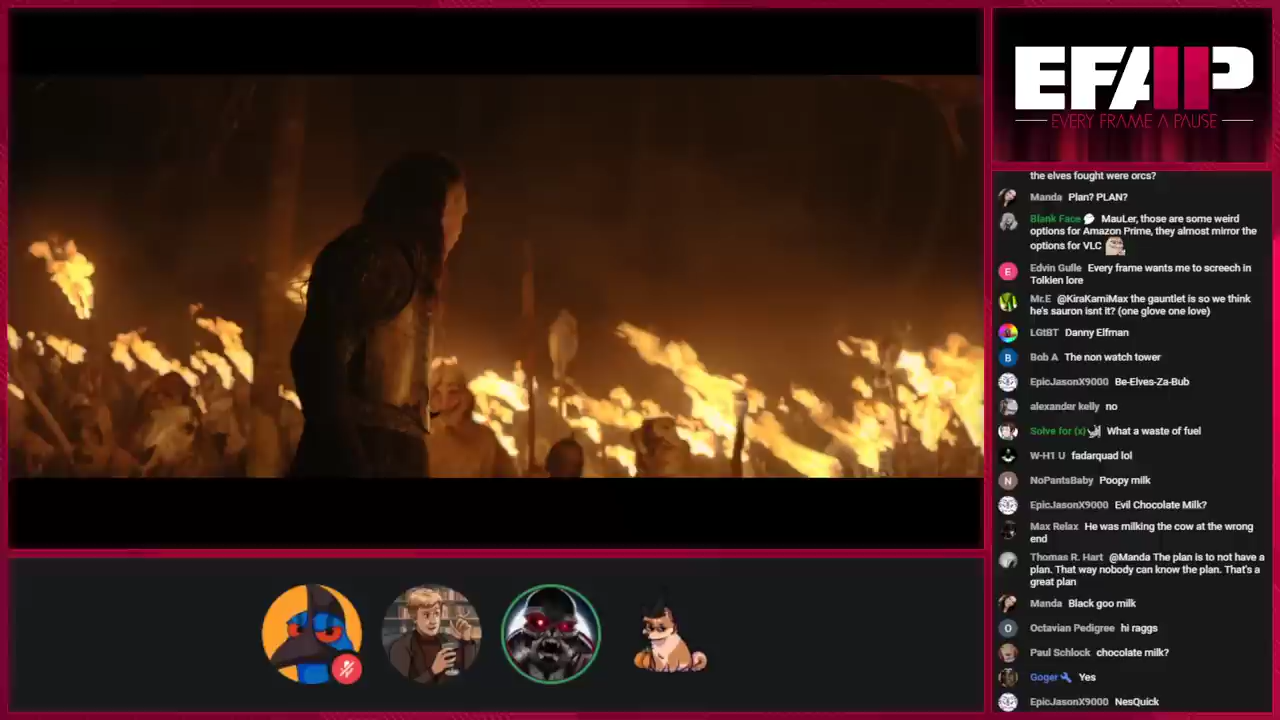 EFAP
EVERY FRAME A PAUSE
the elves fought were orcs?
Manda Plan? PLAN?
Blank Face MauLer, those are some weird
options for Amazon Prime, they almost mirror the
options for VLC
E Edvin Gulle Every frame wants me to screech in
Tolkien lore
Mr.E @KiraKamiMax the gauntlet is so we think
he's sauron isnt it? (one glove one love)
LGtBT Danny Elfman
B Bob A The non watch tower
EpicJasonX9000 Be-Elves-Za-Bub
alexander kelly no
Solve for (x) What a waste of fuel
W-H1 U fadarquad lol
N NoPantsBaby Poopy milk
EpicJasonX9000 Evil Chocolate Milk?
Max Relax He was milking the cow at the wrong
end
Thomas R. Hart @Manda The plan is to not have a
plan. That way nobody can know the plan. That's a
great plan
Manda Black goo milk
O Octavian Pedigree hi raggs
Paul Schlock chocolate milk?
Goger Yes
EpicJasonX9000 NesQuick